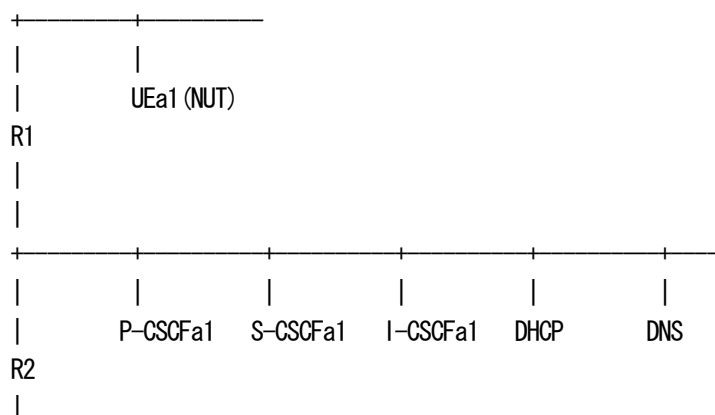 UEa1(NUT)
R1
P-CSCFa1 S-CSCFa1 I-CSCFa1 DHCP DNS
R2